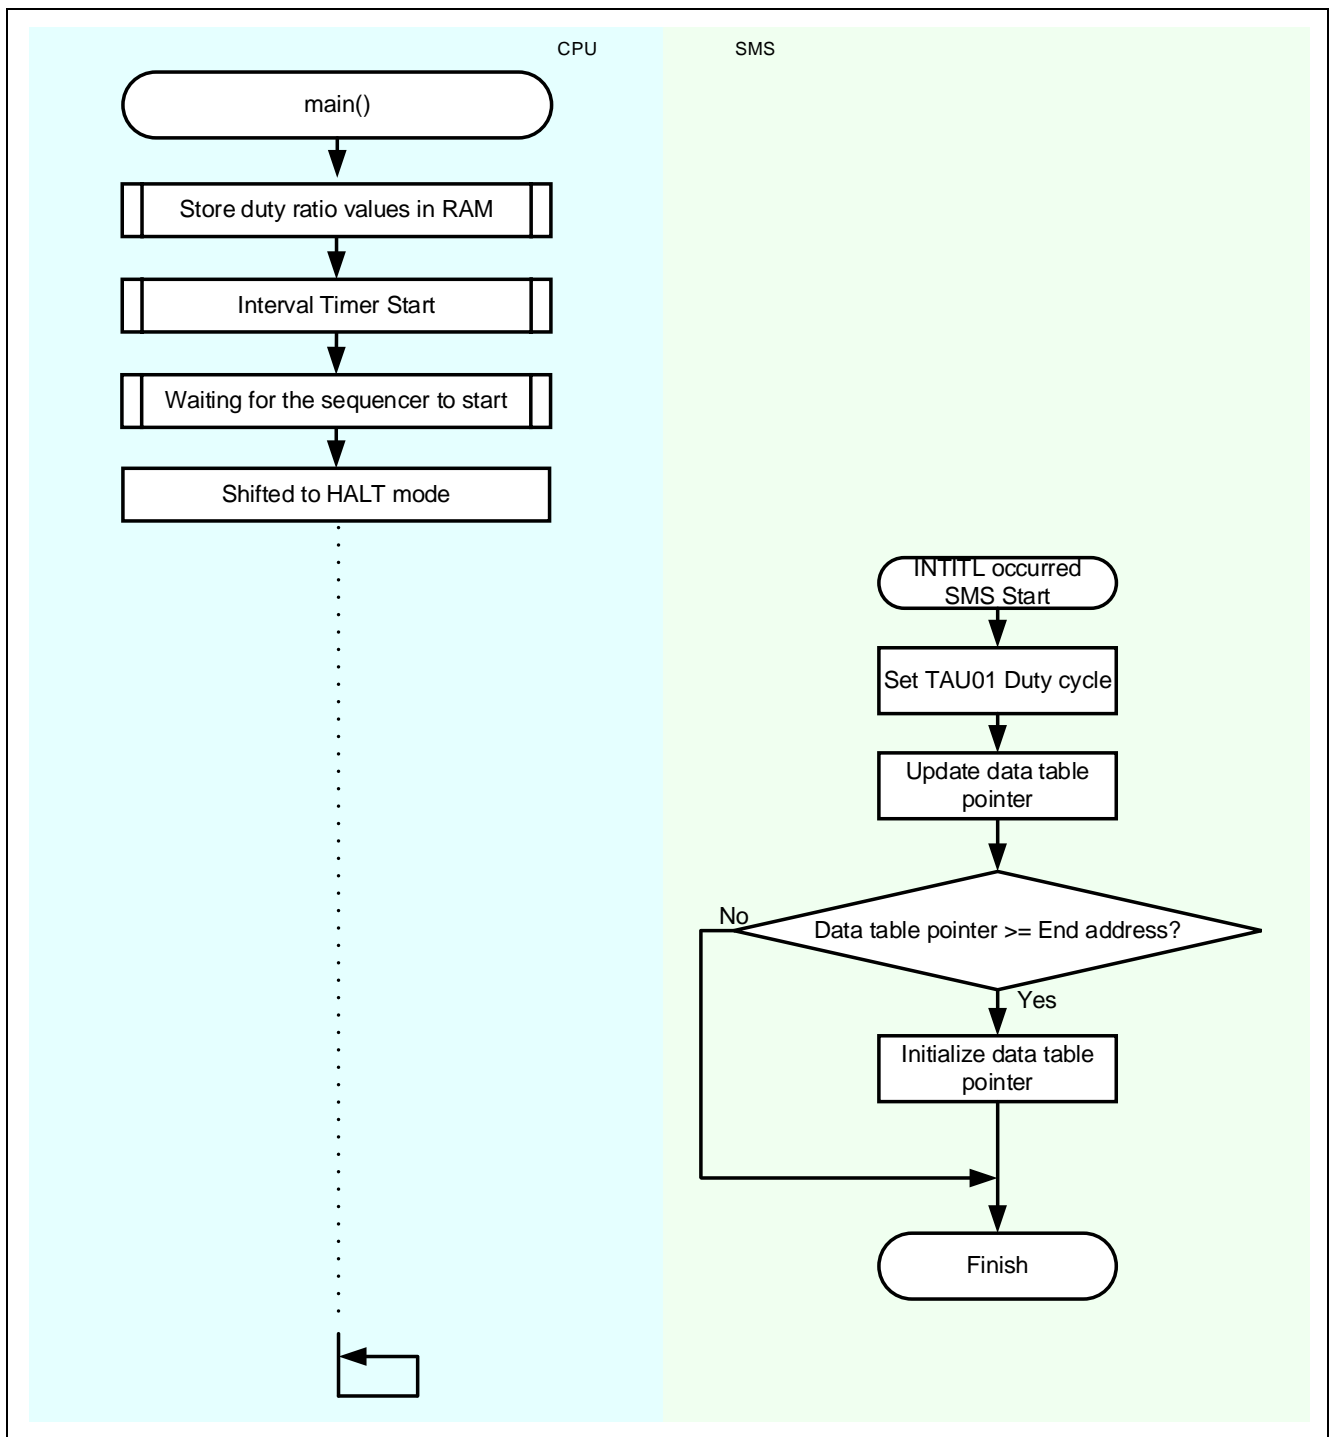 CPU
SMS
main()
Store duty ratio values in RAM
Interval Timer Start
Waiting for the sequencer to start
Shifted to HALT mode
INTITL occurred
SMS Start
Set TAU01 Duty cycle
Update data table
pointer
No
Data table pointer >= End address?
Yes
Initialize data table
pointer
Finish